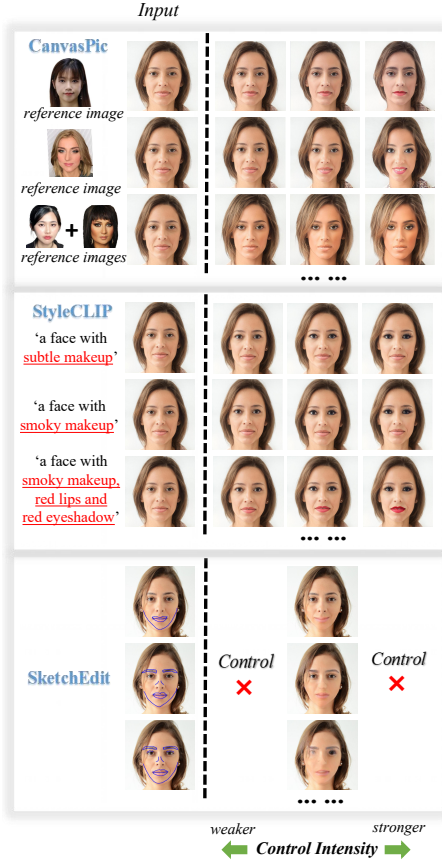 Input
CanvasPic
reference image
reference image
+
reference images
... ...
StyleCLIP
‘a face with
subtle makeup’
‘a face with
smoky makeup’
‘a face with
smoky makeup,
red lips and
red eyeshadow’
... ...
SketchEdit
Control
Control
... ...
weaker
stronger
Control Intensity